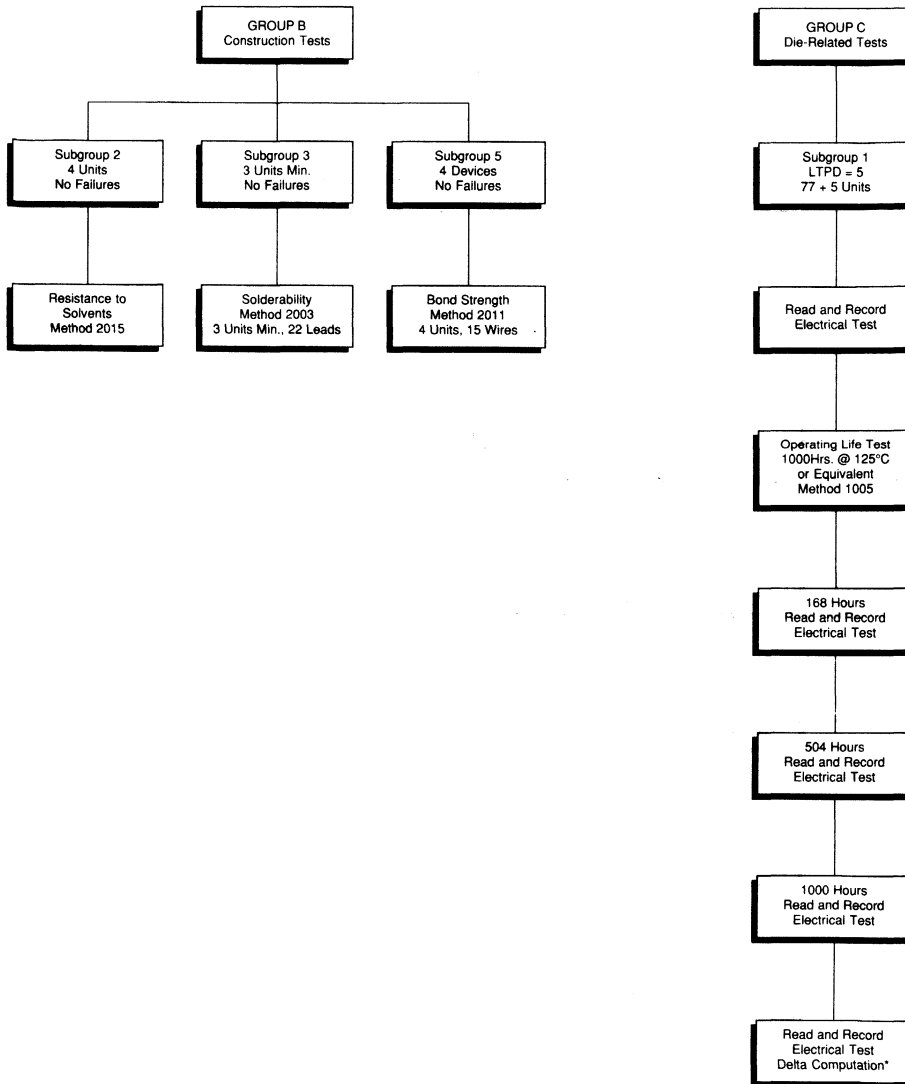 GROUP B
Construction Tests
Subgroup 2
4 Units
No Failures
Subgroup 3
3 Units Min.
No Failures
Subgroup 5
4 Devices
No Failures
Resistance to
Solvents
Method 2015
Solderability
Method 2003
3 Units Min., 22 Leads
Bond Strength
Method 2011
4 Units, 15 Wires
GROUP C
Die-Related Tests
Subgroup 1
LTPD = 5
77 + 5 Units
Read and Record
Electrical Test
Operating Life Test
1000Hrs. @ 125°C
or Equivalent
Method 1005
168 Hours
Read and Record
Electrical Test
504 Hours
Read and Record
Electrical Test
1000 Hours
Read and Record
Electrical Test
Read and Record
Electrical Test
Delta Computation*